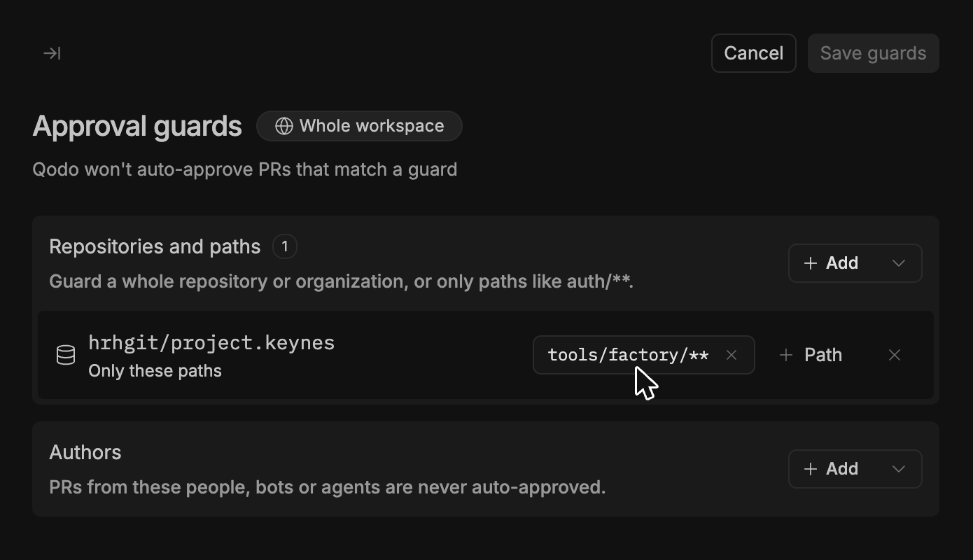 Cancel
Save guards
Approval guards
Whole workspace
Qodo won't auto-approve PRs that match a guard
Repositories and paths 1
Guard a whole repository or organization, or only paths like auth/**.
+ Add
hrhgit/project.keynes
Only these paths
tools/factory/** ×
+ Path ×
Authors
PRs from these people, bots or agents are never auto-approved.
+ Add